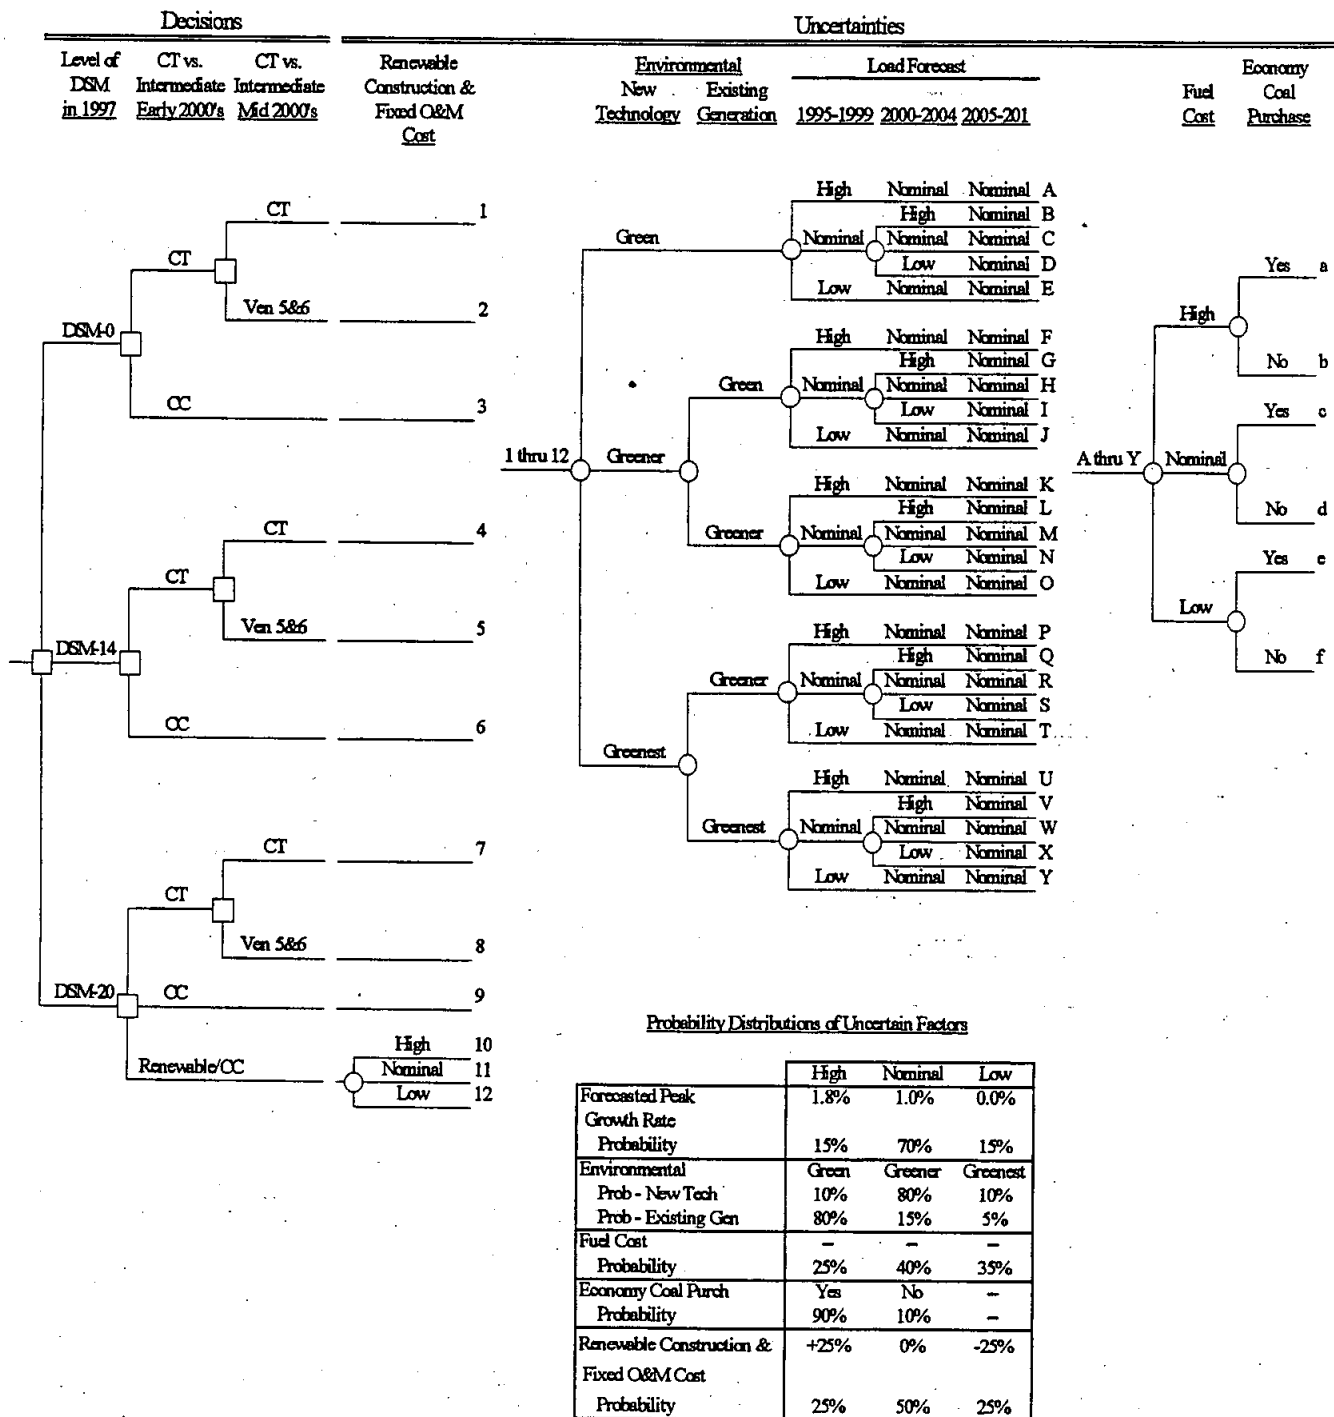 Decisions
Uncertainties
Level of DSM in 1997
CT vs. Intermediate Early 2000's
CT vs. Intermediate Mid 2000's
Renewable Construction & Fixed O&M Cost
Environmental
New Technology
Existing Generation
Load Forecast
1995-1999 2000-2004 2005-201
Fuel Cost
Economy Coal Purchase
DSM-0
CT
CT 1
Ven 5&6 2
CC 3
DSM-14
CT
CT 4
Ven 5&6 5
CC 6
DSM-20
CT
CT 7
Ven 5&6 8
CC 9
Renewable/CC
High 10
Nominal 11
Low 12
1 thru 12
Green
High Nominal Nominal A
High Nominal B
Nominal Nominal Nominal C
Low Nominal D
Low Nominal Nominal E
Greener
Green
High Nominal Nominal F
High Nominal G
Nominal Nominal Nominal H
Low Nominal I
Low Nominal Nominal J
Greener
High Nominal Nominal K
High Nominal L
Nominal Nominal Nominal M
Low Nominal N
Low Nominal Nominal O
Greenest
Greener
High Nominal Nominal P
High Nominal Q
Nominal Nominal Nominal R
Low Nominal S
Low Nominal Nominal T
Greenest
High Nominal Nominal U
High Nominal V
Nominal Nominal Nominal W
Low Nominal X
Low Nominal Nominal Y
A thru Y
High
Yes a
No b
Nominal
Yes c
No d
Low
Yes e
No f
Probability Distributions of Uncertain Factors
High Nominal Low
Forecasted Peak 1.8% 1.0% 0.0%
Growth Rate
Probability 15% 70% 15%
Environmental Green Greener Greenest
Prob - New Tech 10% 80% 10%
Prob - Existing Gen 80% 15% 5%
Fuel Cost – – –
Probability 25% 40% 35%
Economy Coal Purch Yes No –
Probability 90% 10% –
Renewable Construction & +25% 0% -25%
Fixed O&M Cost
Probability 25% 50% 25%